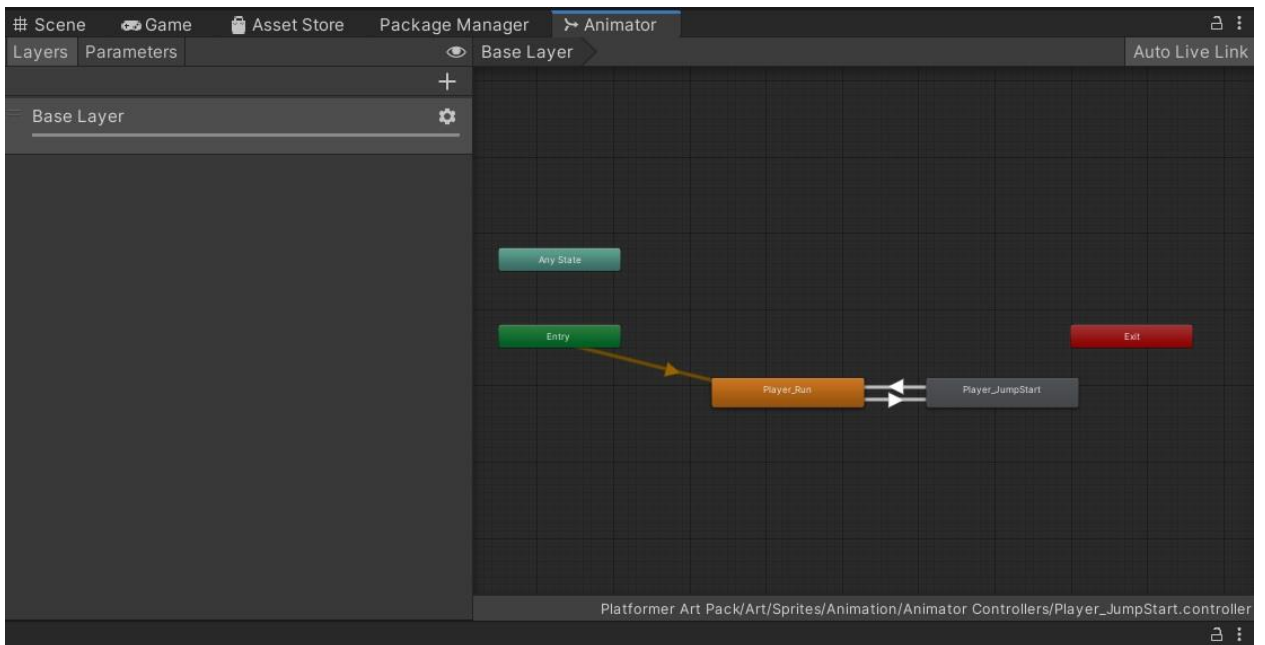 Scene Game Asset Store Package Manager Animator
Layers Parameters Base Layer Auto Live Link
Base Layer
Any State
Entry Exit
Player_Run Player_JumpStart
Platformer Art Pack/Art/Sprites/Animation/Animator Controllers/Player_JumpStart.controller